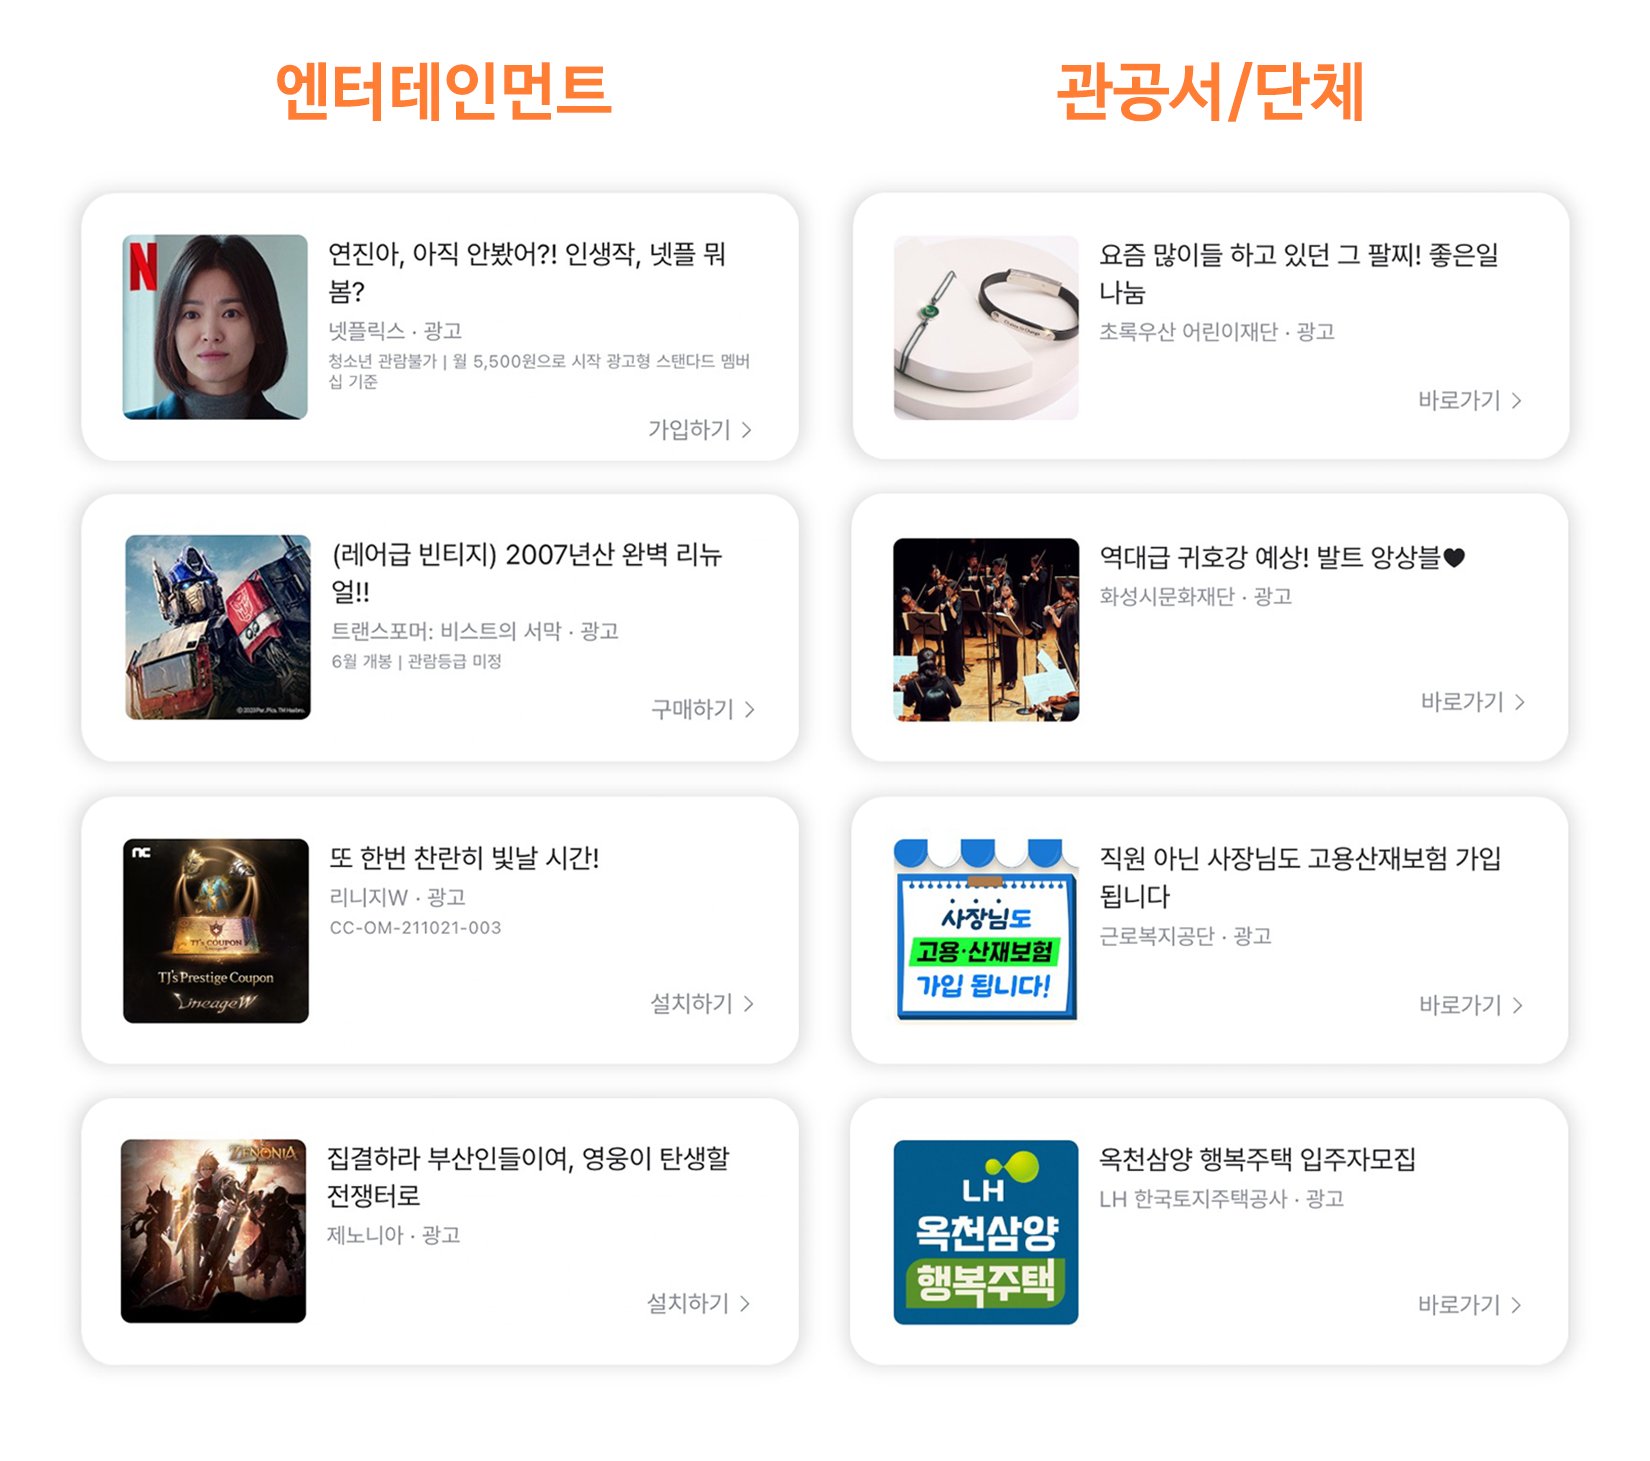 엔터테인먼트
관공서/단체
N
연진아, 아직 안봤어?! 인생작, 넷플 뭐
봄?
넷플릭스 · 광고
청소년 관람불가 | 월 5,500원으로 시작 광고형 스탠다드 멤버
십 기준
가입하기 >
(레어급 빈티지) 2007년산 완벽 리뉴
얼!!
트랜스포머: 비스트의 서막 · 광고
6월 개봉 | 관람등급 미정
구매하기 >
©2023 Par. Pics. TM Hasbro.
NC
TJ's COUPON
TJ's Prestige Coupon
LineageW
또 한번 찬란히 빛날 시간!
리니지W · 광고
CC-OM-211021-003
설치하기 >
ZENONIA
집결하라 부산인들이여, 영웅이 탄생할
전쟁터로
제노니아 · 광고
설치하기 >
요즘 많이들 하고 있던 그 팔찌! 좋은일
나눔
초록우산 어린이재단 · 광고
바로가기 >
역대급 귀호강 예상! 발트 앙상블♥
화성시문화재단 · 광고
바로가기 >
사장님도
고용·산재보험
가입 됩니다!
직원 아닌 사장님도 고용산재보험 가입
됩니다
근로복지공단 · 광고
바로가기 >
LH
옥천삼양
행복주택
옥천삼양 행복주택 입주자모집
LH 한국토지주택공사 · 광고
바로가기 >